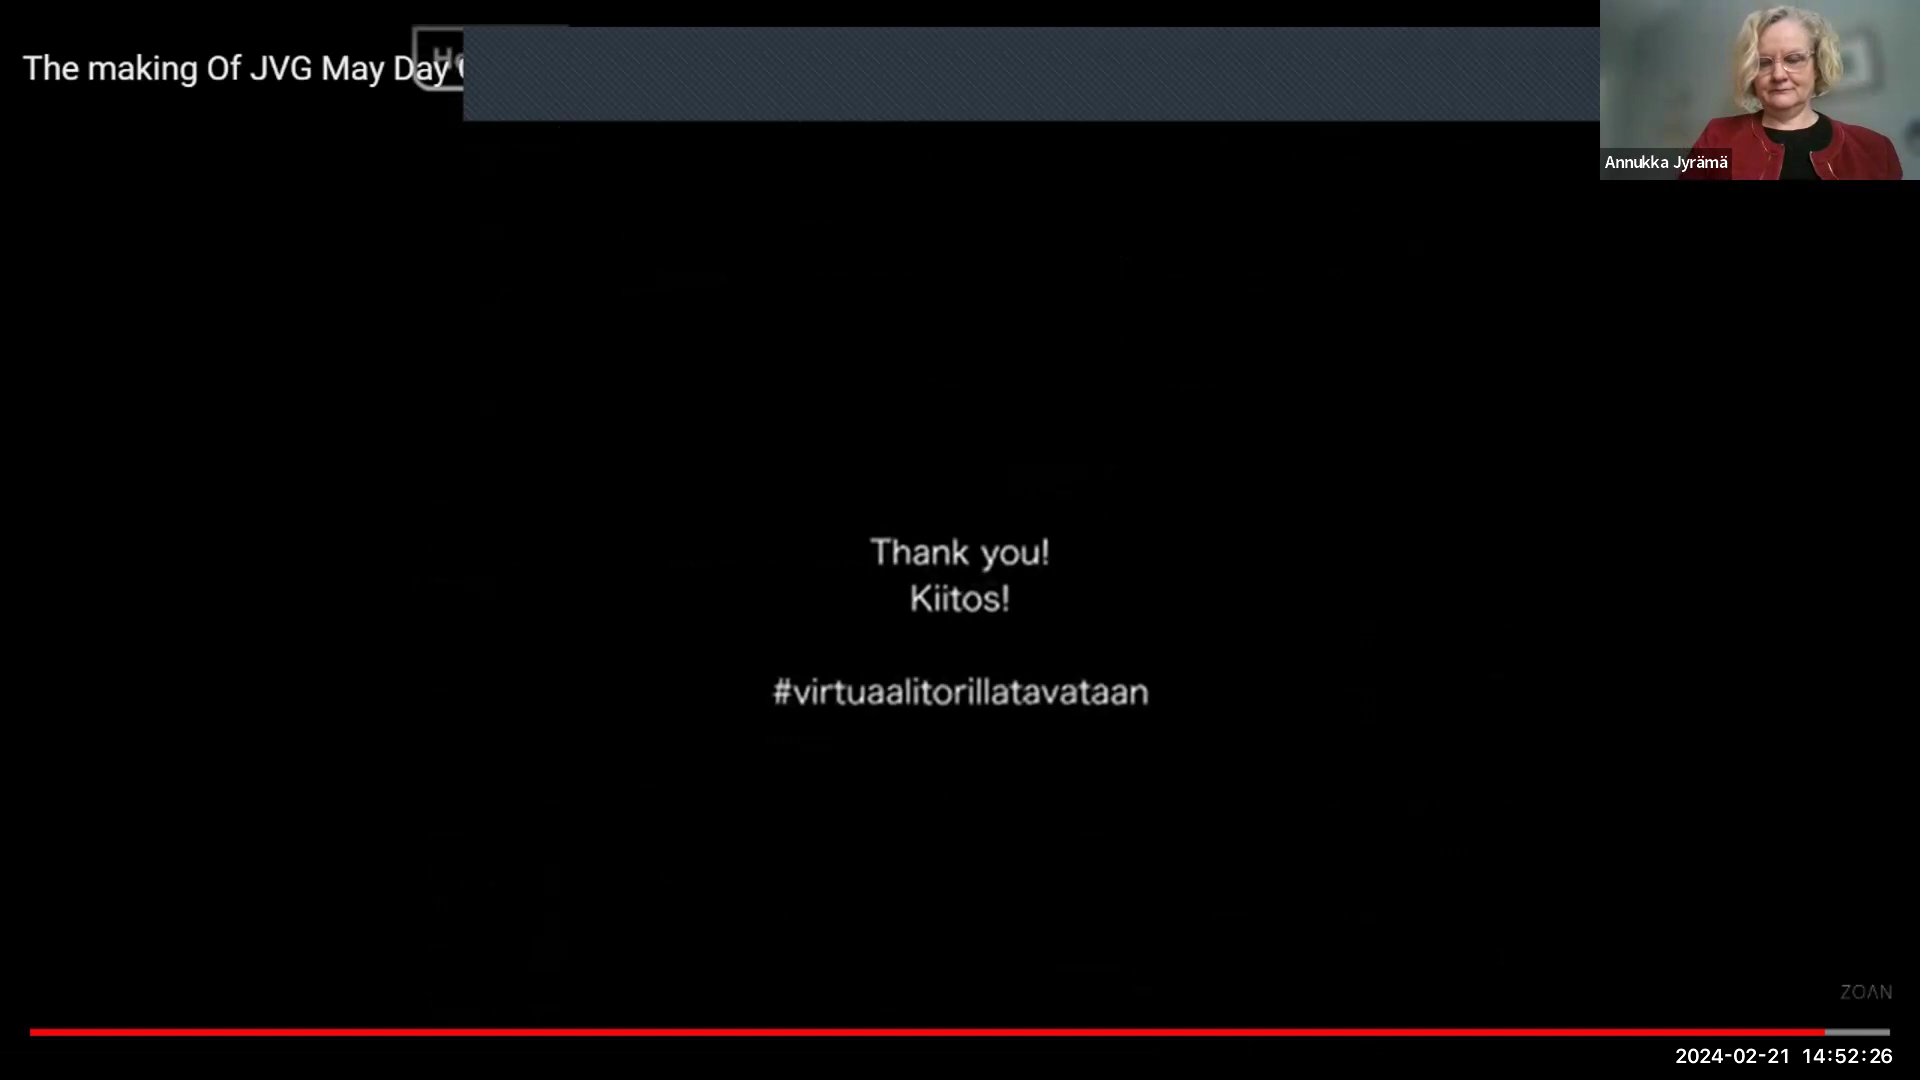 The making Of JVG May Day
Annukka Jyrämä
Thank you!
Kiitos!
#virtuaalitorillatavataan
ZOAN
2024-02-21 14:52:26